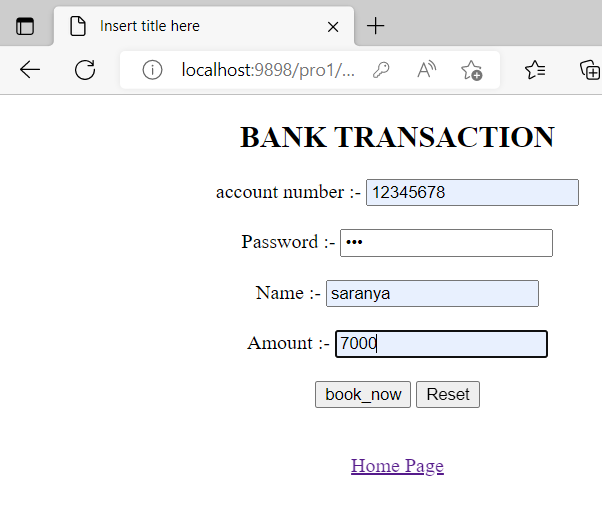 Insert title here
localhost:9898/pro1/...
BANK TRANSACTION
account number :- 12345678
Password :- •••
Name :- saranya
Amount :- 7000
book_now Reset
Home Page